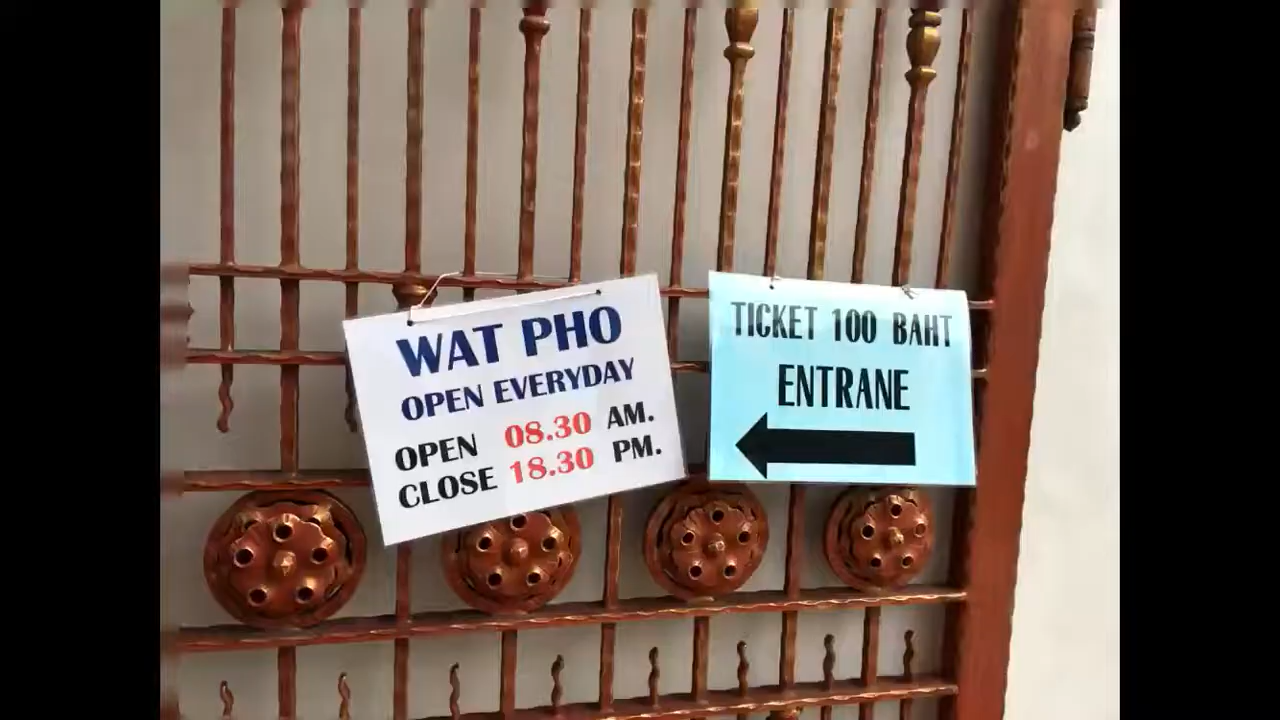 WAT PHO
OPEN EVERYDAY
OPEN 08.30 AM.
CLOSE 18.30 PM.
TICKET 100 BAHT
ENTRANE